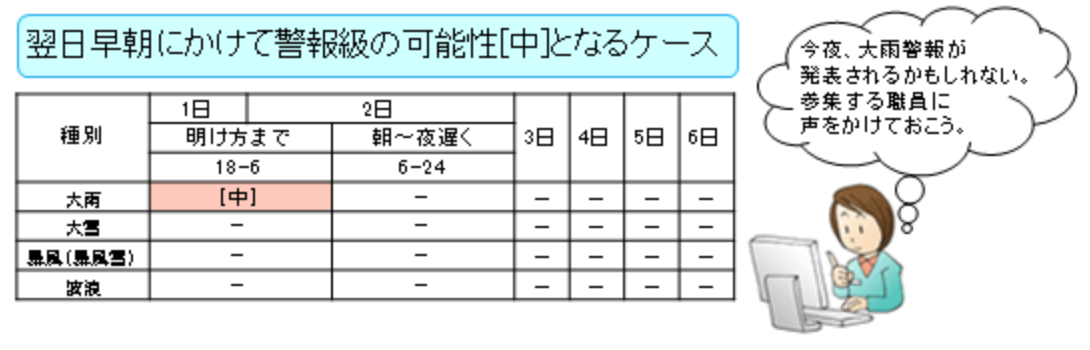 翌日早朝にかけて警報級の可能性[中]となるケース
今夜、大雨警報が
発表されるかもしれない。
参集する職員に
声をかけておこう。
種別 1日 2日 3日 4日 5日 6日
明け方まで 朝～夜遅く
18-6 6-24
大雨 [中] － － － － －
大雪 － － － － － －
暴風(暴風雪) － － － － － －
波浪 － － － － － －